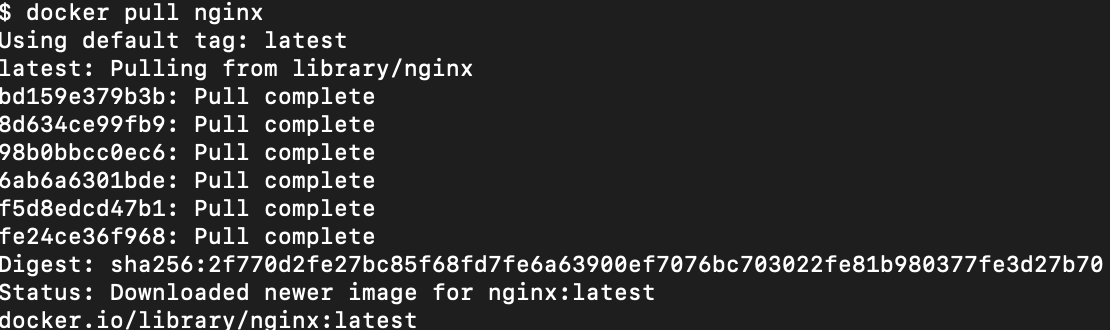 $ docker pull nginx
Using default tag: latest
latest: Pulling from library/nginx
bd159e379b3b: Pull complete
8d634ce99fb9: Pull complete
98b0bbcc0ec6: Pull complete
6ab6a6301bde: Pull complete
f5d8edcd47b1: Pull complete
fe24ce36f968: Pull complete
Digest: sha256:2f770d2fe27bc85f68fd7fe6a63900ef7076bc703022fe81b980377fe3d27b70
Status: Downloaded newer image for nginx:latest
docker.io/library/nginx:latest